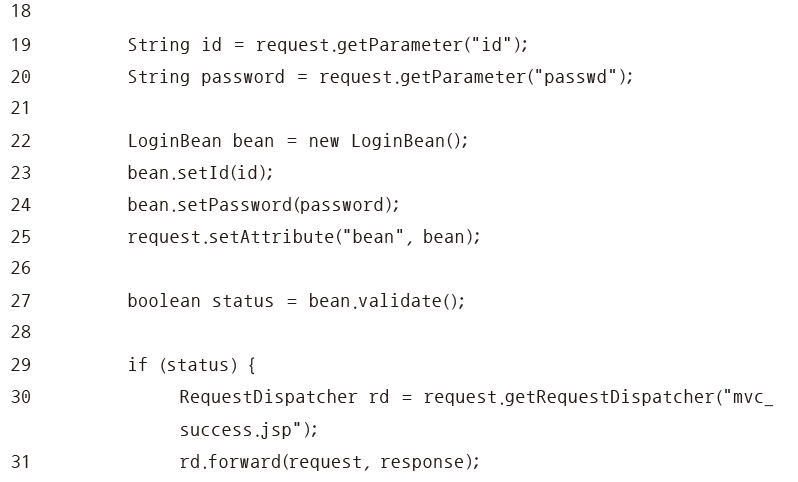 18
19 String id = request.getParameter("id");
20 String password = request.getParameter("passwd");
21
22 LoginBean bean = new LoginBean();
23 bean.setId(id);
24 bean.setPassword(password);
25 request.setAttribute("bean", bean);
26
27 boolean status = bean.validate();
28
29 if (status) {
30 RequestDispatcher rd = request.getRequestDispatcher("mvc_
success.jsp");
31 rd.forward(request, response);